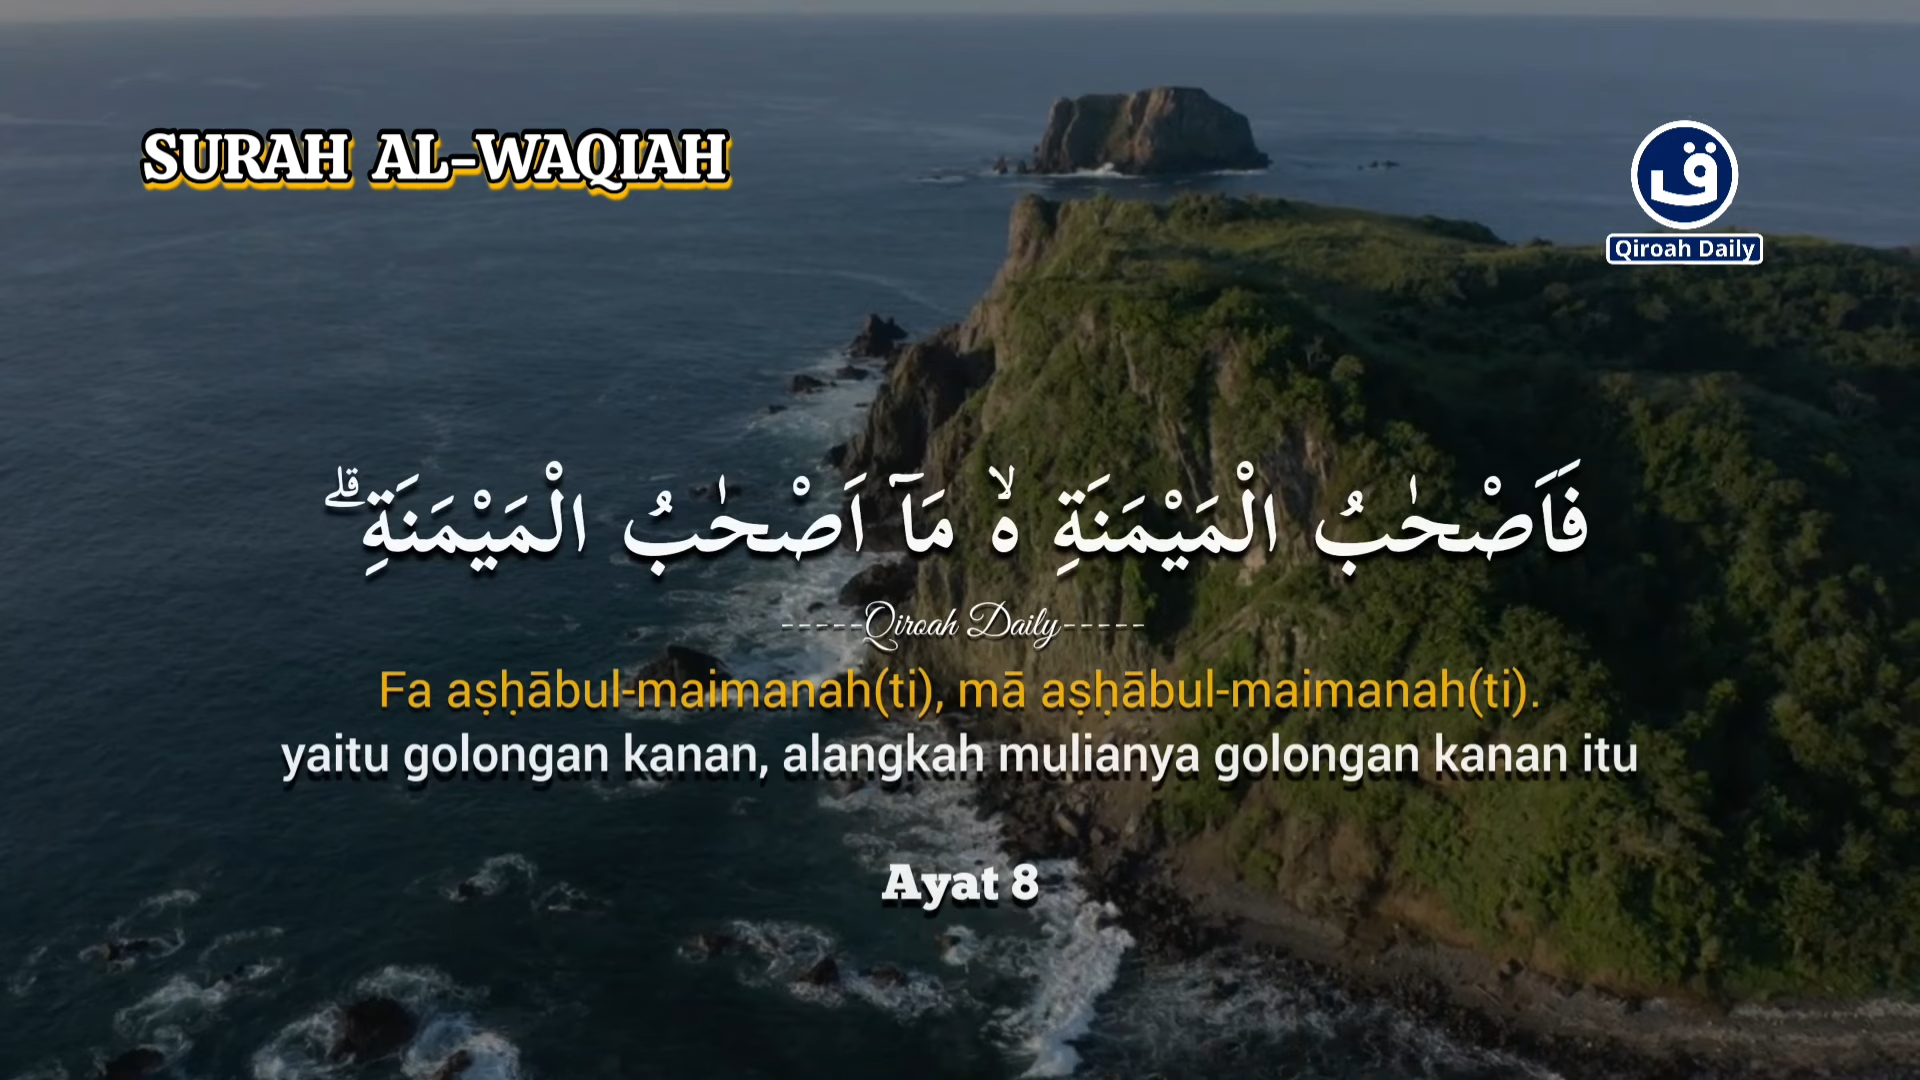 SURAH AL-WAQIAH
ق
Qiroah Daily
فَاَصْحٰبُ الْمَيْمَنَةِ ەۙ مَآ اَصْحٰبُ الْمَيْمَنَةِ ۗ
-----Qiroah Daily-----
Fa aṣḥābul-maimanah(ti), mā aṣḥābul-maimanah(ti).
yaitu golongan kanan, alangkah mulianya golongan kanan itu
Ayat 8